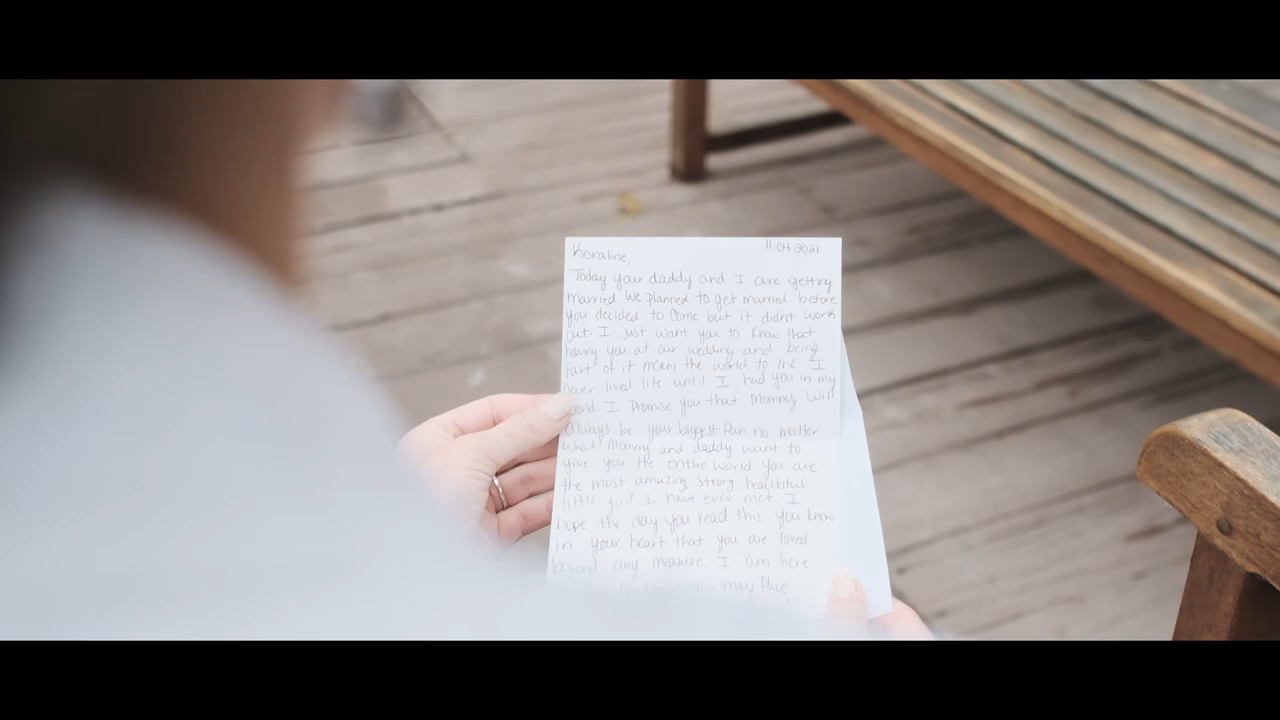 Koraline,
11 04 2021
Today your daddy and I are getting
married. We planned to get married before
you decided to come but it didnt work
out. I just want you to know that
having you at our wedding and being
part of it means the world to me. I
never lived life until I had you in my
world. I Promise you that Mommy will
always be your biggest fan no matter
what! Mommy and daddy want to
give you the entire world you are
the most amazing, strong, beautiful
little girl I have ever met. I
hope the day you read this you know
in your heart that you are loved
beyond any measure. I am here
you may face